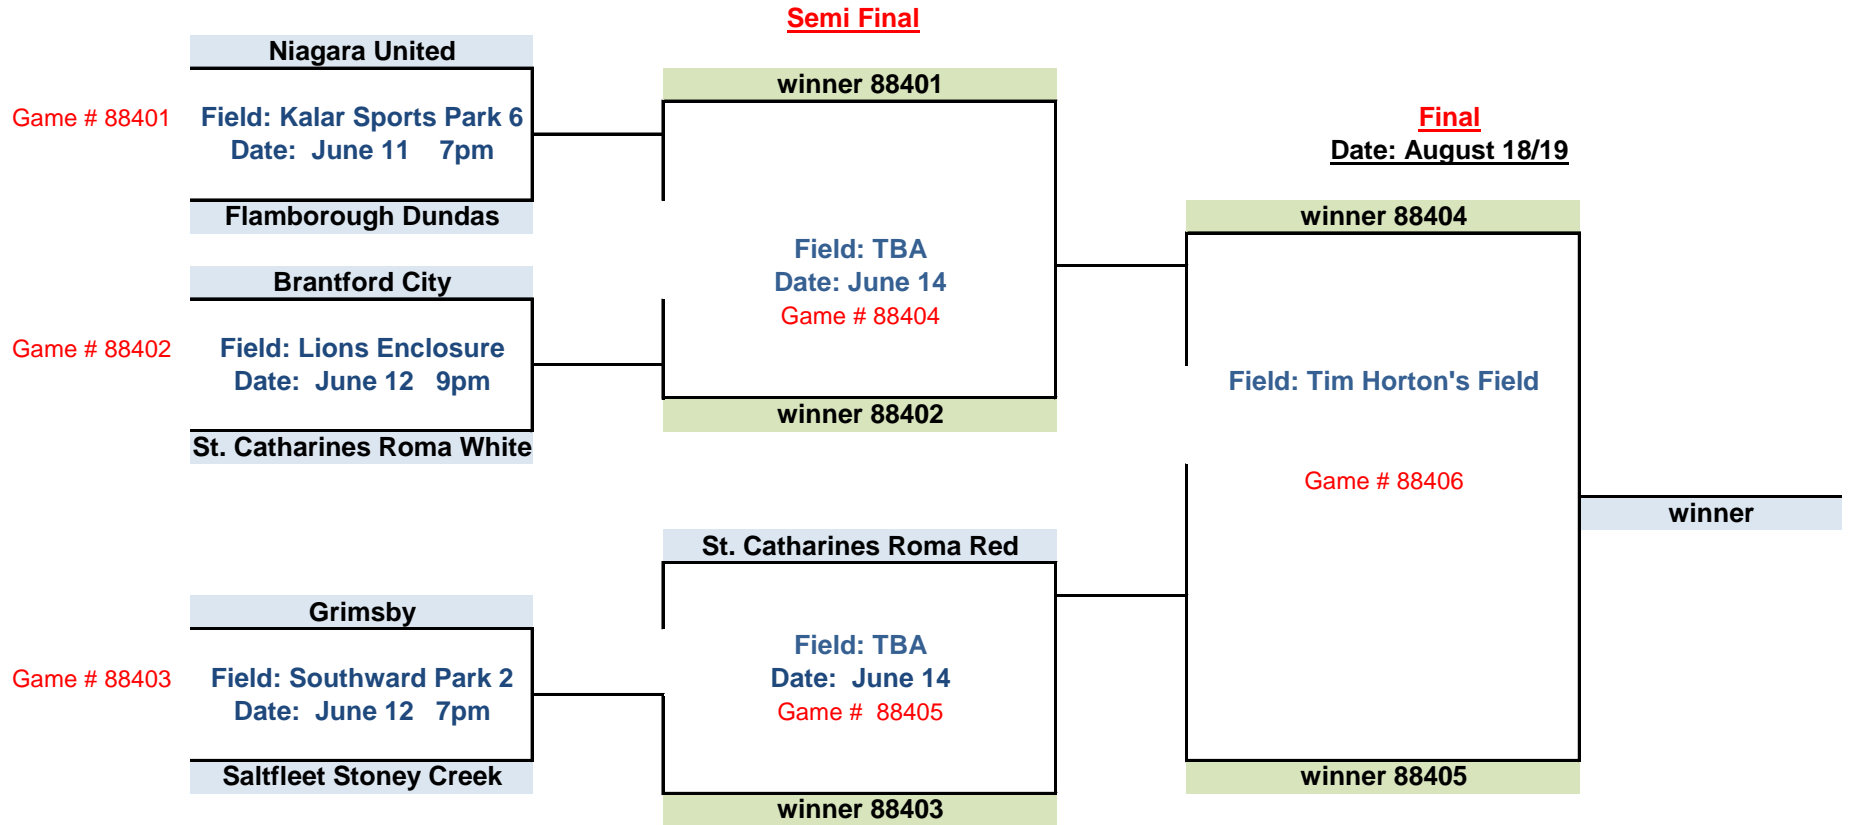 Semi Final
Niagara United
winner 88401
Game # 88401
Field: Kalar Sports Park 6
Date:  June 11    7pm
Final
Date: August 18/19
Flamborough Dundas
winner 88404
Field: TBA
Date: June 14
Game # 88404
Brantford City
Game # 88402
Field: Lions Enclosure
Date:  June 12   9pm
Field: Tim Horton's Field
winner 88402
St. Catharines Roma White
Game # 88406
winner
St. Catharines Roma Red
Grimsby
Field: TBA
Date:  June 14
Game #  88405
Game # 88403
Field: Southward Park 2
Date:  June 12   7pm
Saltfleet Stoney Creek
winner 88405
winner 88403